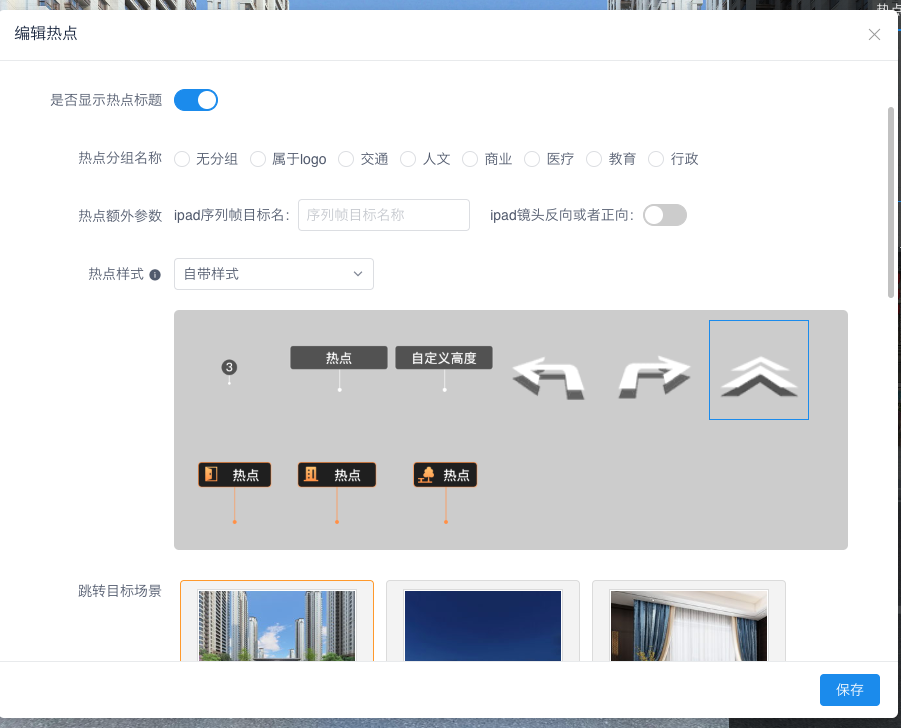 热点
编辑热点
是否显示热点标题
热点分组名称 无分组 属于logo 交通 人文 商业 医疗 教育 行政
热点额外参数 ipad序列帧目标名: 序列帧目标名称 ipad镜头反向或者正向:
热点样式 自带样式
3 热点 自定义高度
热点 热点 热点
跳转目标场景
保存